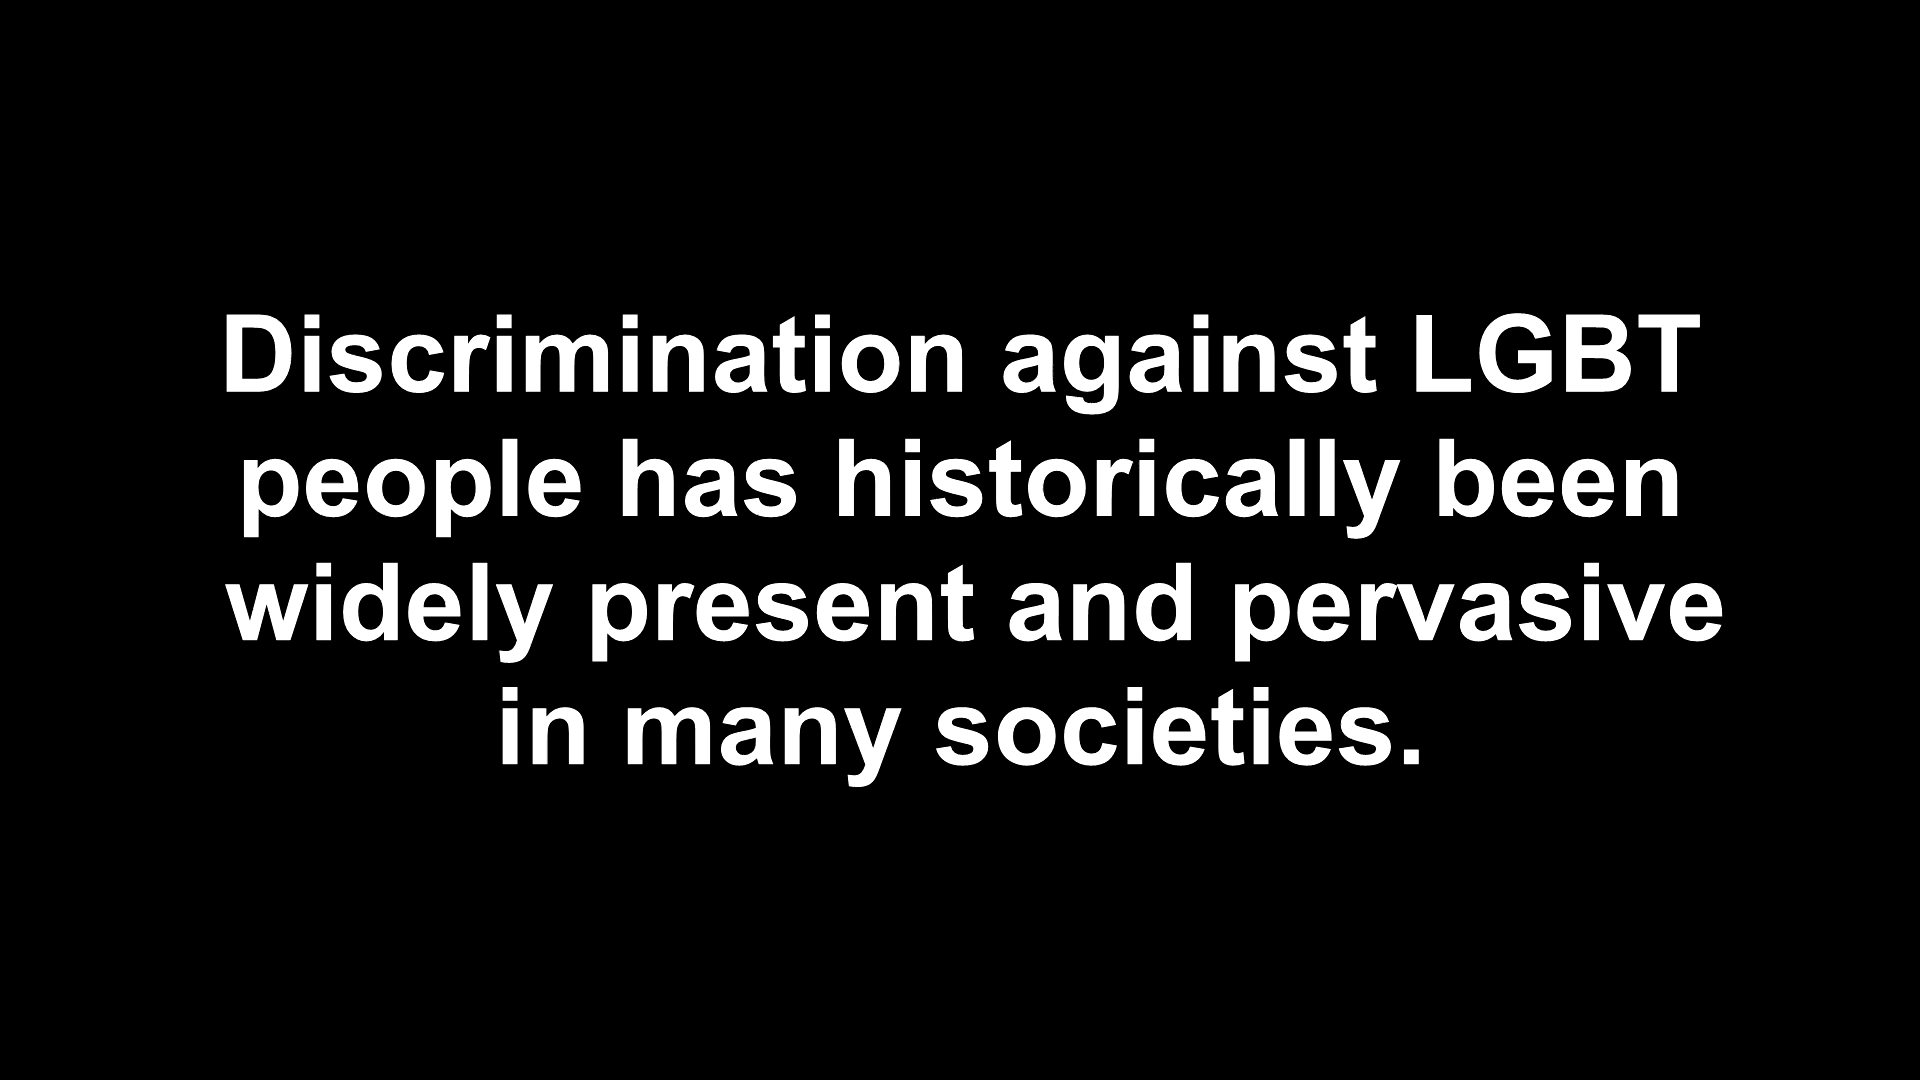 Discrimination against LGBT
people has historically been
widely present and pervasive
in many societies.